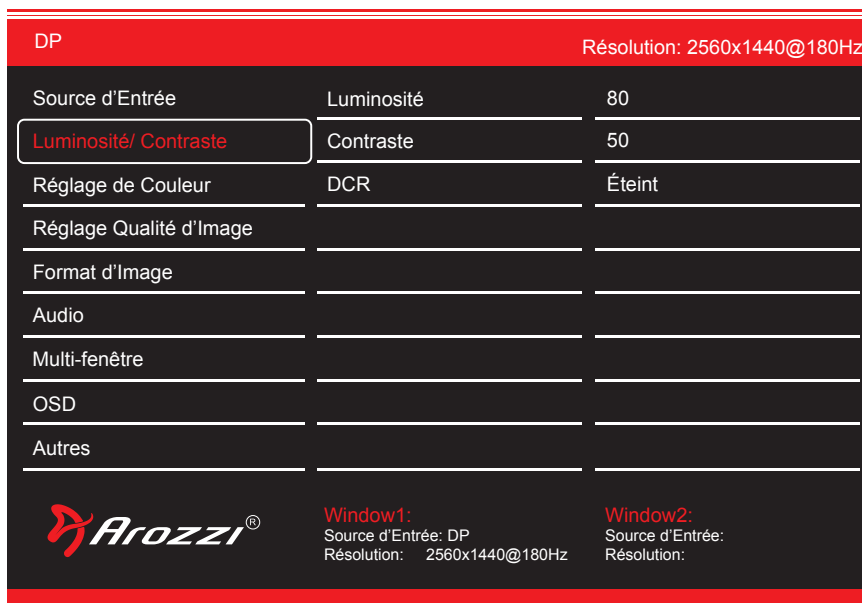 DP Résolution: 2560x1440@180Hz
Source d’Entrée Luminosité 80
Luminosité/ Contraste Contraste 50
Réglage de Couleur DCR Éteint
Réglage Qualité d’Image
Format d’Image
Audio
Multi-fenêtre
OSD
Autres
Arozzi®
Window1:
Source d’Entrée: DP
Résolution: 2560x1440@180Hz
Window2:
Source d’Entrée:
Résolution: